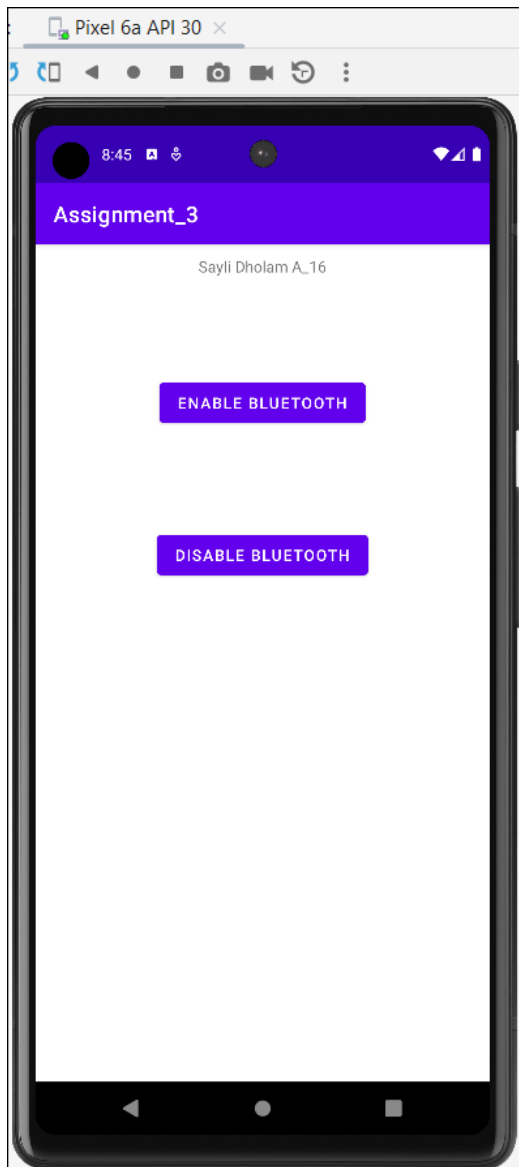 Pixel 6a API 30
8:45
Assignment_3
Sayli Dholam A_16
ENABLE BLUETOOTH
DISABLE BLUETOOTH